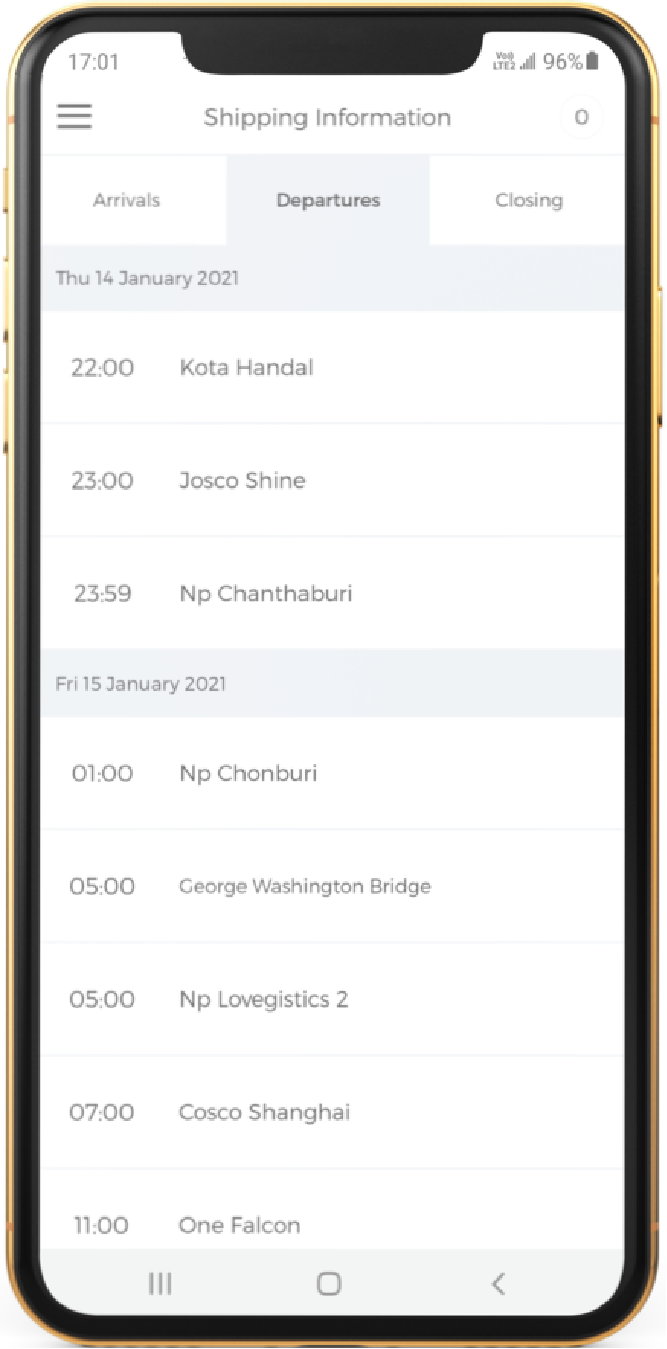 17:01 Vo)) LTE2 96%
Shipping Information 0
Arrivals Departures Closing
Thu 14 January 2021
22:00 Kota Handal
23:00 Josco Shine
23:59 Np Chanthaburi
Fri 15 January 2021
01:00 Np Chonburi
05:00 George Washington Bridge
05:00 Np Lovegistics 2
07:00 Cosco Shanghai
11:00 One Falcon